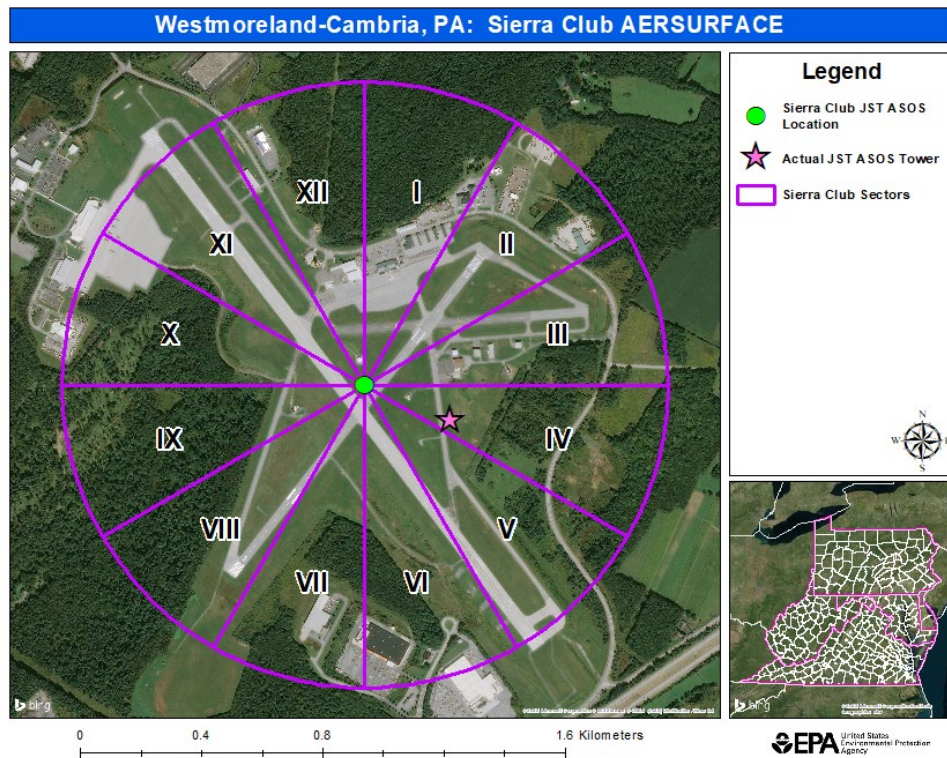 Westmoreland-Cambria, PA: Sierra Club AERSURFACE
Legend
Sierra Club JST ASOS
Location
Actual JST ASOS Tower
Sierra Club Sectors
XII
I
XI
II
X
III
IX
IV
VIII
V
VII
VI
N
W
S
bing
bing
0
0.4
0.8
1.6 Kilometers
EPA
United States
Environmental Protection
Agency